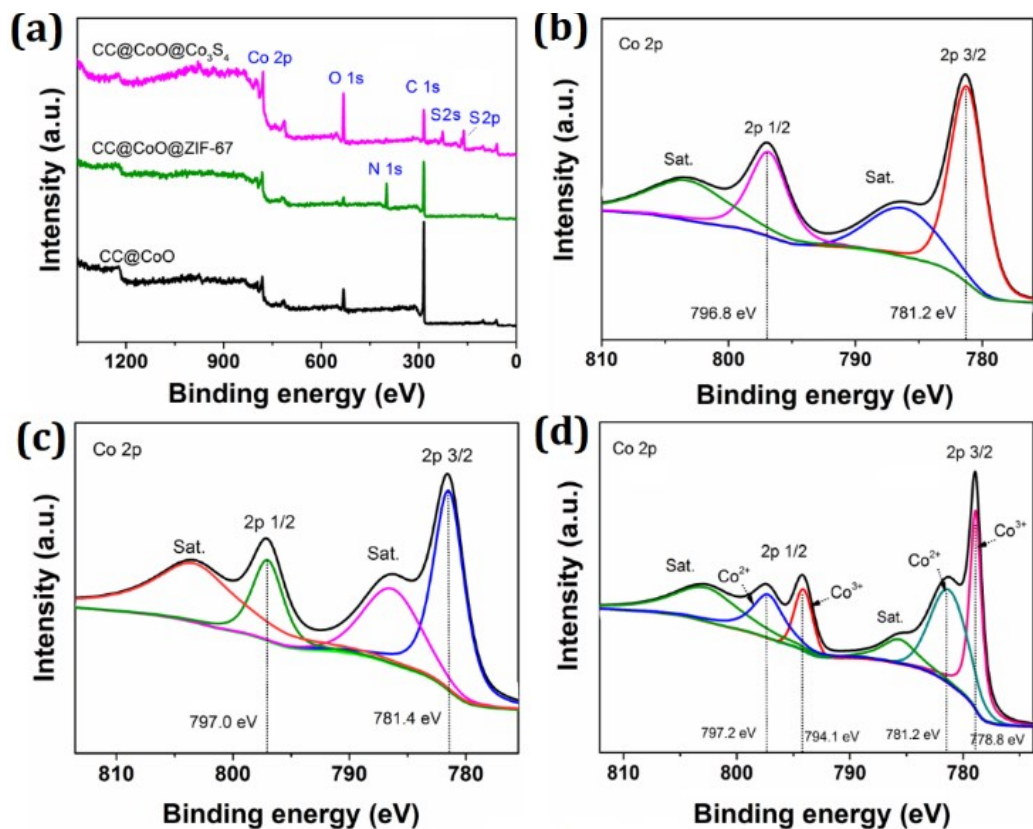 (a)
CC@CoO@Co₃S₄
Co 2p
O 1s
C 1s
S2s
S 2p
CC@CoO@ZIF-67
N 1s
CC@CoO
Intensity (a.u.)
1200 900 600 300 0
Binding energy (eV)
(b)
Co 2p
2p 3/2
2p 1/2
Sat.
Sat.
796.8 eV
781.2 eV
Intensity (a.u.)
810 800 790 780
Binding energy (eV)
(c)
Co 2p
2p 3/2
2p 1/2
Sat.
Sat.
797.0 eV
781.4 eV
Intensity (a.u.)
810 800 790 780
Binding energy (eV)
(d)
Co 2p
2p 3/2
Co³⁺
2p 1/2
Sat.
Co²⁺
Co³⁺
Co²⁺
Sat.
797.2 eV
794.1 eV
781.2 eV
778.8 eV
Intensity (a.u.)
810 800 790 780
Binding energy (eV)